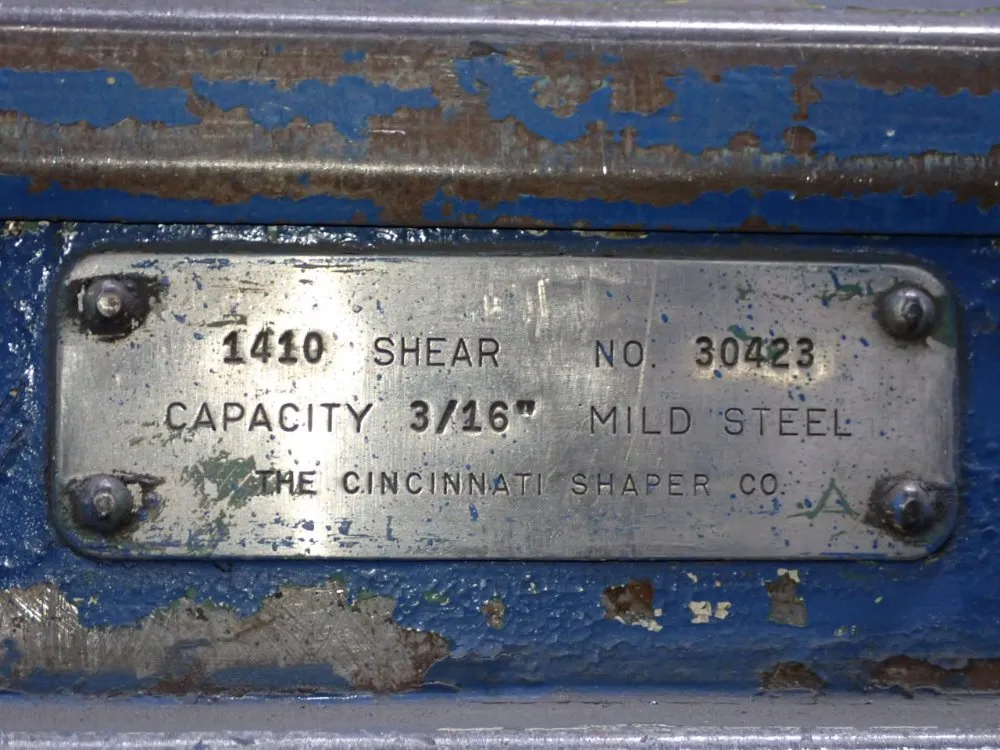 1410 SHEAR NO. 30423
CAPACITY 3/16" MILD STEEL
THE CINCINNATI SHAPER CO.